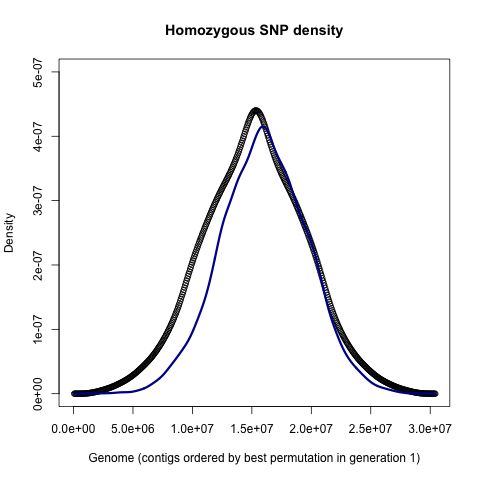 Homozygous SNP density
5e-07
4e-07
3e-07
2e-07
1e-07
0e+00
Density
0.0e+00 5.0e+06 1.0e+07 1.5e+07 2.0e+07 2.5e+07 3.0e+07
Genome (contigs ordered by best permutation in generation 1)